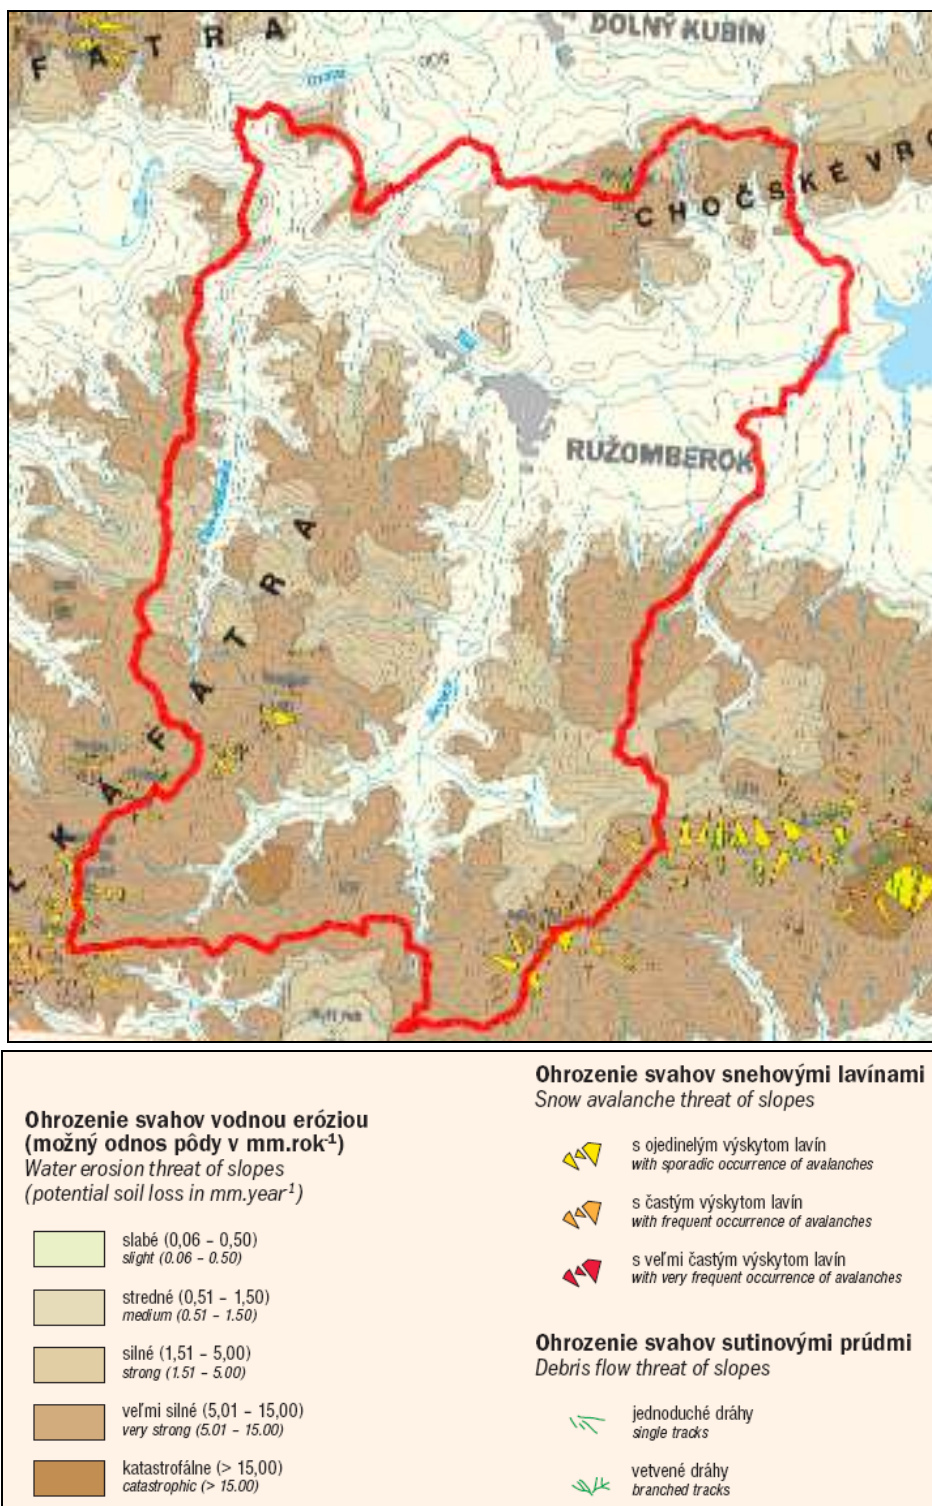 DOLNÝ KUBÍN
F A T R A
500
CHOČSKÉ VRC
RUŽOMBEROK
K A F A T R A
Ohrozenie svahov vodnou eróziou
(možný odnos pôdy v mm.rok-1)
Water erosion threat of slopes
(potential soil loss in mm.year-1)
slabé (0,06 – 0,50)
slight (0.06 – 0.50)
stredné (0,51 – 1,50)
medium (0.51 – 1.50)
silné (1,51 – 5,00)
strong (1.51 – 5.00)
veľmi silné (5,01 – 15,00)
very strong (5.01 – 15.00)
katastrofálne (> 15,00)
catastrophic (> 15.00)
Ohrozenie svahov snehovými lavínami
Snow avalanche threat of slopes
s ojedinelým výskytom lavín
with sporadic occurrence of avalanches
s častým výskytom lavín
with frequent occurrence of avalanches
s veľmi častým výskytom lavín
with very frequent occurrence of avalanches
Ohrozenie svahov sutinovými prúdmi
Debris flow threat of slopes
jednoduché dráhy
single tracks
vetvené dráhy
branched tracks